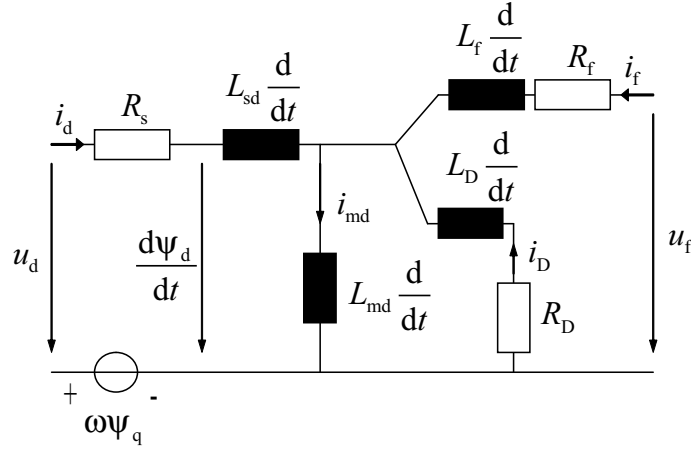 L_f d/dt
R_f
i_f
i_d
R_s
L_sd d/dt
L_D d/dt
i_md
u_d
dψ_d/dt
u_f
i_D
L_md d/dt
R_D
+ -
ωψ_q